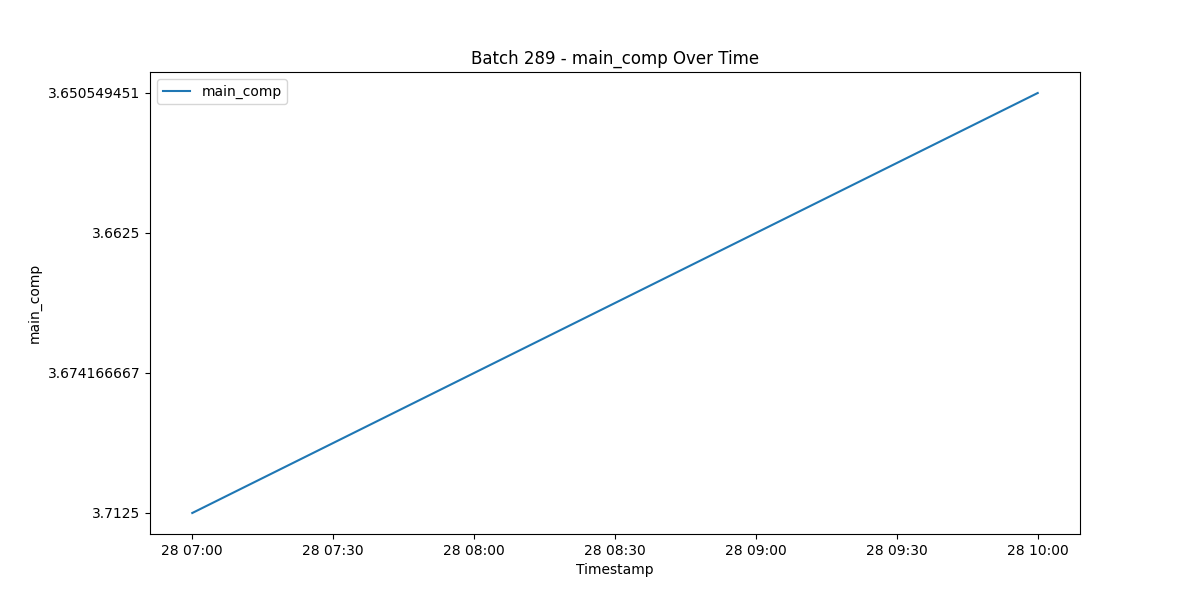 Batch 289 - main_comp Over Time
main_comp
3.650549451
3.6625
3.674166667
3.7125
main_comp
28 07:00
28 07:30
28 08:00
28 08:30
28 09:00
28 09:30
28 10:00
Timestamp